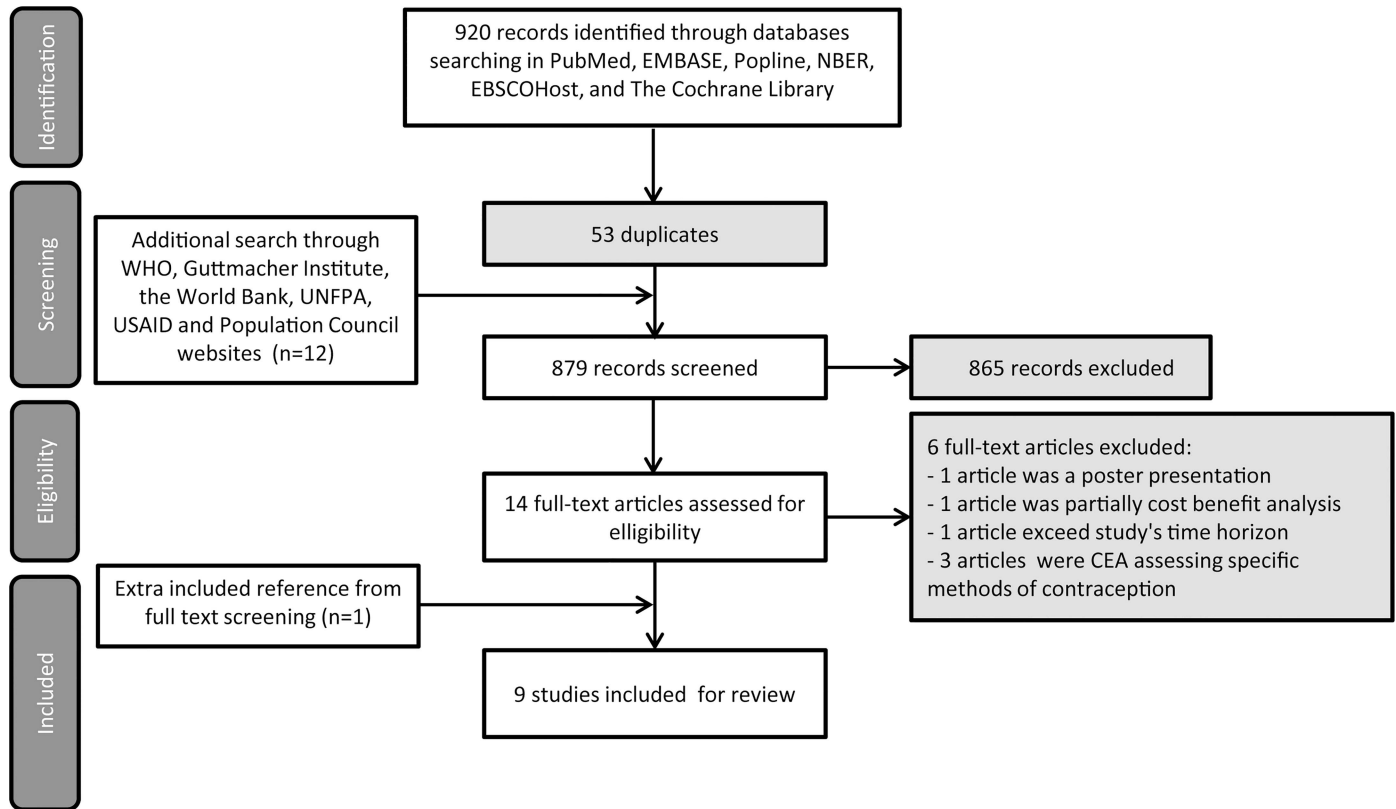 Identification
920 records identified through databases
searching in PubMed, EMBASE, Popline, NBER,
EBSCOHost, and The Cochrane Library
Screening
53 duplicates
Additional search through
WHO, Guttmacher Institute,
the World Bank, UNFPA,
USAID and Population Council
websites (n=12)
879 records screened
865 records excluded
Eligibility
14 full-text articles assessed for
elligibility
6 full-text articles excluded:
- 1 article was a poster presentation
- 1 article was partially cost benefit analysis
- 1 article exceed study's time horizon
- 3 articles were CEA assessing specific
methods of contraception
Included
Extra included reference from
full text screening (n=1)
9 studies included for review